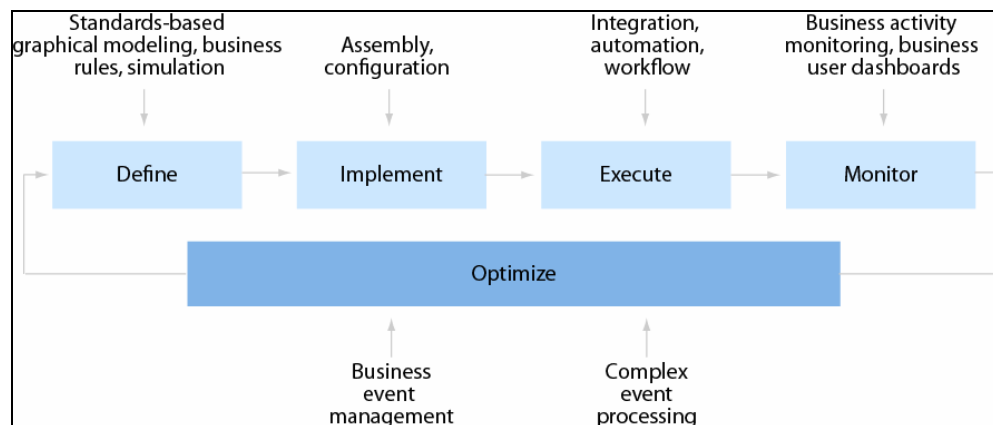 Standards-based
graphical modeling, business
rules, simulation
Assembly,
configuration
Integration,
automation,
workflow
Business activity
monitoring, business
user dashboards
Define
Implement
Execute
Monitor
Optimize
Business
event
management
Complex
event
processing